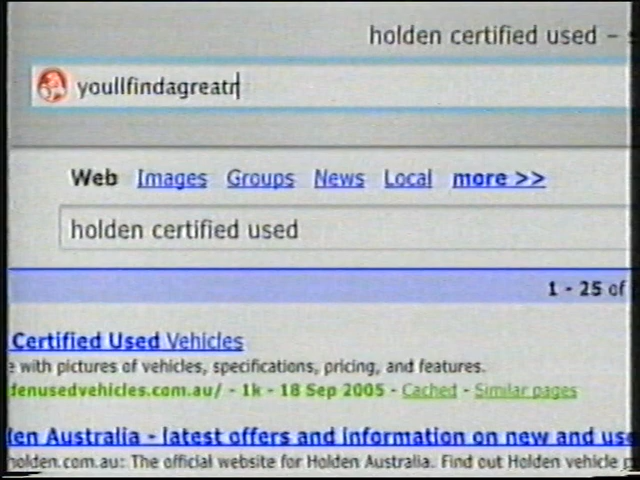 holden certified used –
youllfindagreatr
Web Images Groups News Local more >>
holden certified used
1 - 25 of
Certified Used Vehicles
with pictures of vehicles, specifications, pricing, and features.
denusedvehicles.com.au/ - 1k - 18 Sep 2005 - Cached - Similar pages
den Australia - latest offers and information on new and use
holden.com.au: The official website for Holden Australia. Find out Holden vehicle